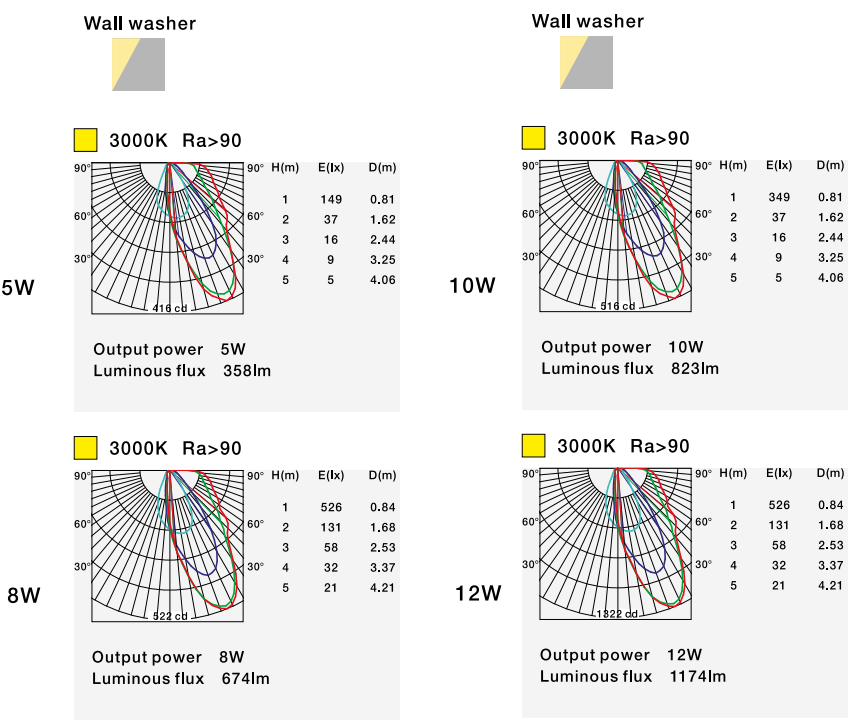 Wall washer
3000K Ra>90
90° 90° H(m) E(lx) D(m)
1 149 0.81
60° 60° 2 37 1.62
3 16 2.44
30° 30° 4 9 3.25
5 5 4.06
5W
416 cd
Output power 5W
Luminous flux 358lm
3000K Ra>90
90° 90° H(m) E(lx) D(m)
1 526 0.84
60° 60° 2 131 1.68
3 58 2.53
30° 30° 4 32 3.37
5 21 4.21
8W
522 cd
Output power 8W
Luminous flux 674lm
Wall washer
3000K Ra>90
90° 90° H(m) E(lx) D(m)
1 349 0.81
60° 60° 2 37 1.62
3 16 2.44
30° 30° 4 9 3.25
5 5 4.06
10W
516 cd
Output power 10W
Luminous flux 823lm
3000K Ra>90
90° 90° H(m) E(lx) D(m)
1 526 0.84
60° 60° 2 131 1.68
3 58 2.53
30° 30° 4 32 3.37
5 21 4.21
12W
1322 cd
Output power 12W
Luminous flux 1174lm